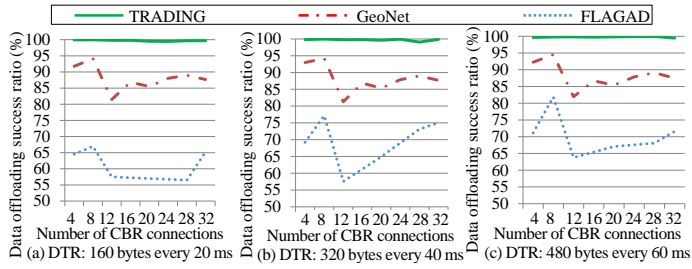 TRADING GeoNet FLAGAD
Data offloading success ratio (%)
100
95
90
85
80
75
70
65
60
55
50
4 8 12 16 20 24 28 32
Number of CBR connections
(a) DTR: 160 bytes every 20 ms
Data offloading success ratio (%)
100
95
90
85
80
75
70
65
60
55
50
4 8 12 16 20 24 28 32
Number of CBR connections
(b) DTR: 320 bytes every 40 ms
Data offloading success ratio (%)
100
95
90
85
80
75
70
65
60
55
50
4 8 12 16 20 24 28 32
Number of CBR connections
(c) DTR: 480 bytes every 60 ms